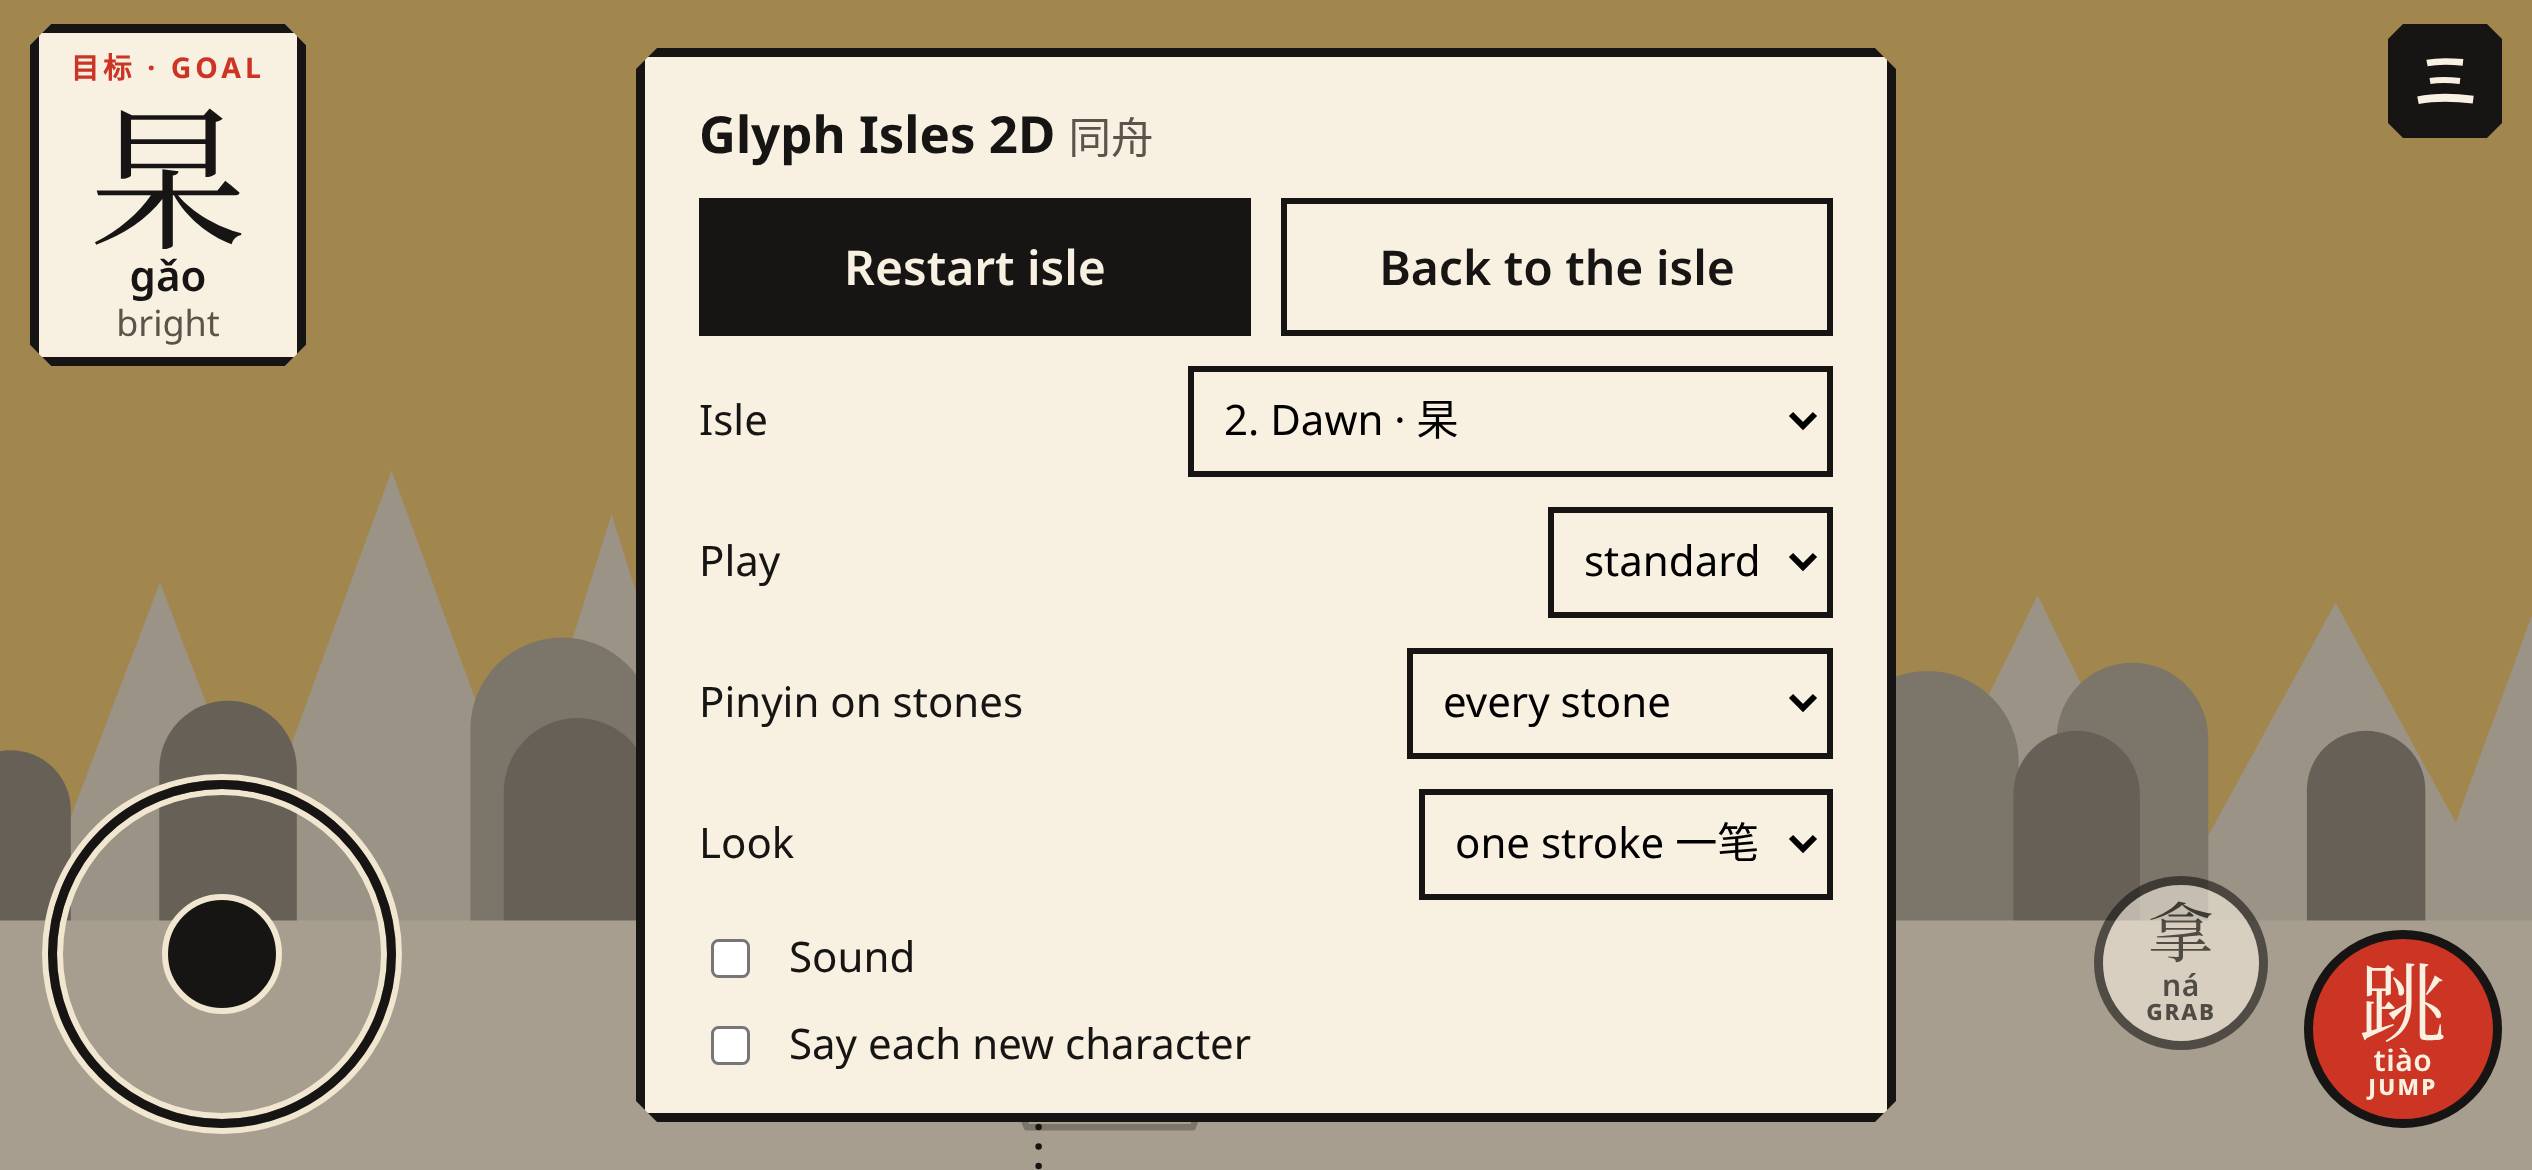 目标 · GOAL
杲
gǎo
bright
三
Glyph Isles 2D 同舟
Restart isle
Back to the isle
Isle
2. Dawn · 杲
Play
standard
Pinyin on stones
every stone
Look
one stroke 一笔
Sound
Say each new character
拿
ná
GRAB
跳
tiào
JUMP